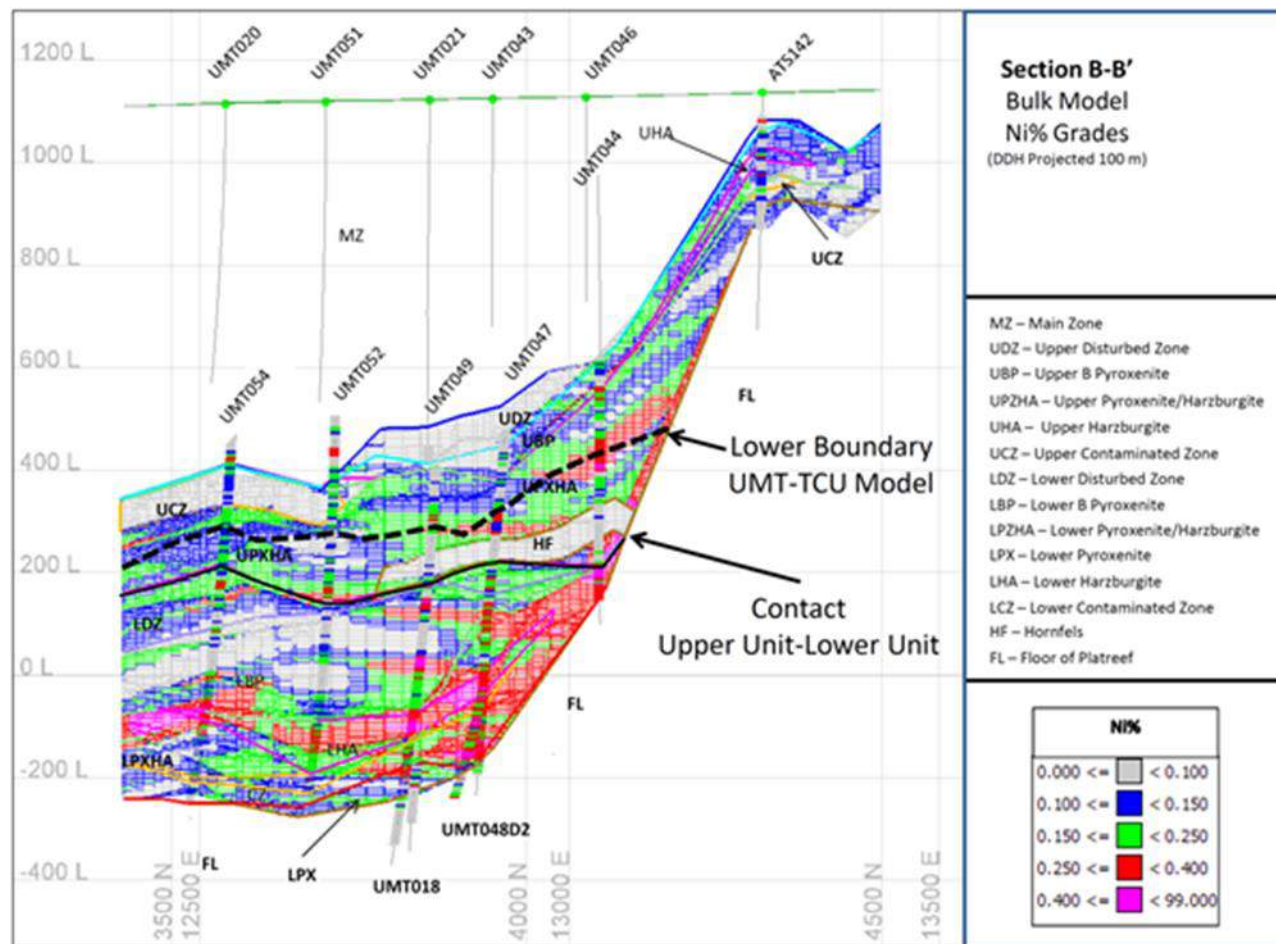 1200 L
1000 L
800 L
600 L
400 L
200 L
0 L
-200 L
-400 L
UMT020
UMT051
UMT021
UMT043
UMT046
ATS142
UHA
UMT044
MZ
UCZ
UMT054
UMT052
UMT049
UMT047
UDZ
UBP
FL
Lower Boundary
UMT-TCU Model
UPXHA
UCZ
UPXHA
HF
Contact
Upper Unit-Lower Unit
LDZ
LBP
FL
LHA
LPXHA
UMT048D2
FL
LPX
UMT018
3500 N
12500 E
4000 N
13000 E
4500 N
13500 E
Section B-B'
Bulk Model
Ni% Grades
(DDH Projected 100 m)
MZ – Main Zone
UDZ – Upper Disturbed Zone
UBP – Upper B Pyroxenite
UPZHA – Upper Pyroxenite/Harzburgite
UHA – Upper Harzburgite
UCZ – Upper Contaminated Zone
LDZ – Lower Disturbed Zone
LBP – Lower B Pyroxenite
LPZHA – Lower Pyroxenite/Harzburgite
LPX – Lower Pyroxenite
LHA – Lower Harzburgite
LCZ – Lower Contaminated Zone
HF – Hornfels
FL – Floor of Platreef
Ni%
0.000 <= < 0.100
0.100 <= < 0.150
0.150 <= < 0.250
0.250 <= < 0.400
0.400 <= < 99.000